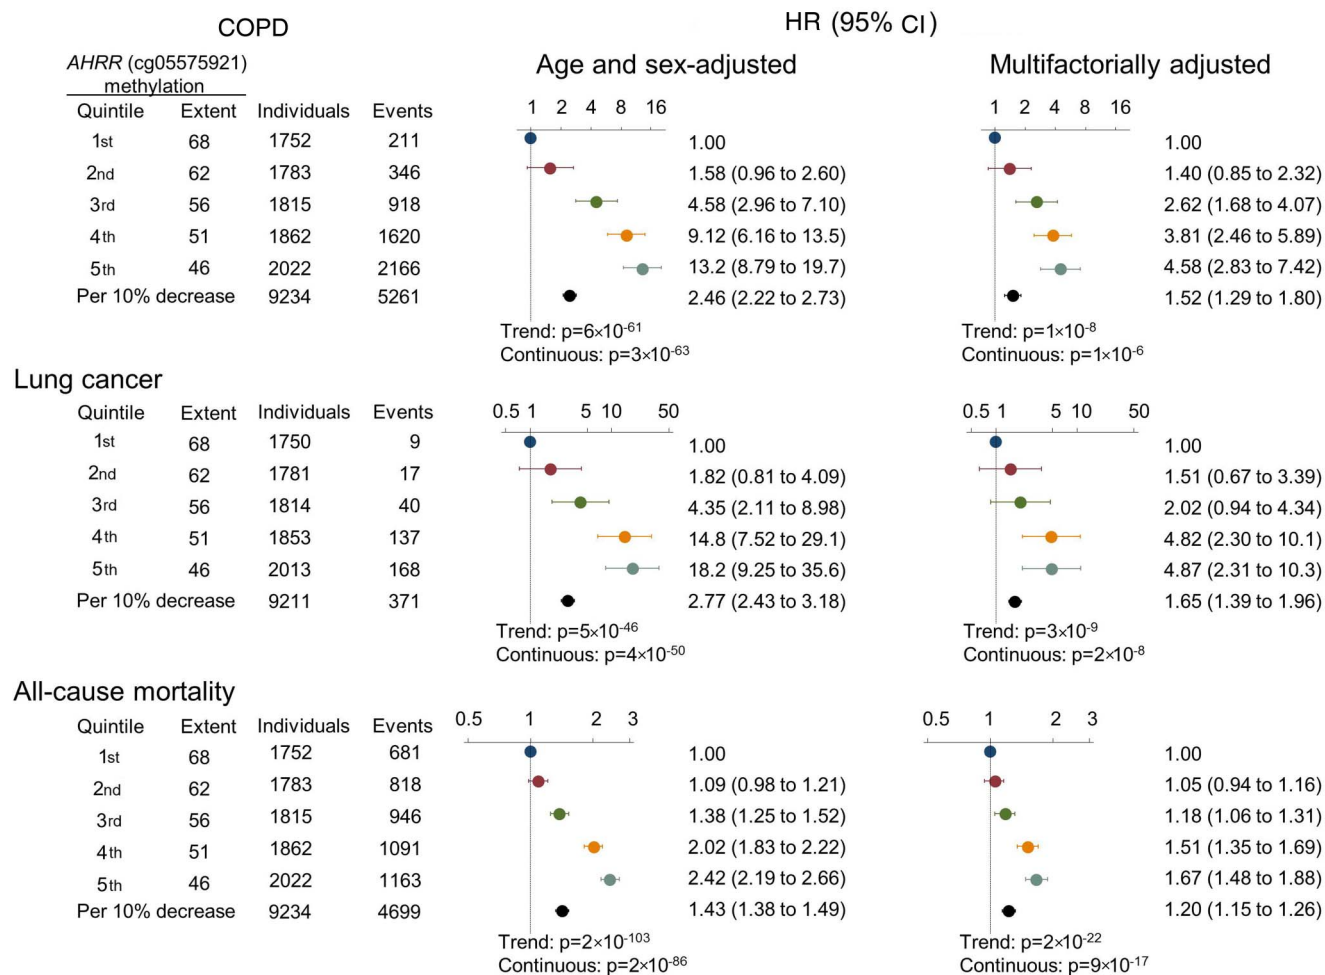 COPD
HR (95% CI)
AHRR (cg05575921)
methylation
Age and sex-adjusted
Multifactorially adjusted
Quintile Extent Individuals Events 1 2 4 8 16 1 2 4 8 16
1st 68 1752 211 1.00 1.00
2nd 62 1783 346 1.58 (0.96 to 2.60) 1.40 (0.85 to 2.32)
3rd 56 1815 918 4.58 (2.96 to 7.10) 2.62 (1.68 to 4.07)
4th 51 1862 1620 9.12 (6.16 to 13.5) 3.81 (2.46 to 5.89)
5th 46 2022 2166 13.2 (8.79 to 19.7) 4.58 (2.83 to 7.42)
Per 10% decrease 9234 5261 2.46 (2.22 to 2.73) 1.52 (1.29 to 1.80)
Trend: p=6×10⁻⁶¹ Trend: p=1×10⁻⁸
Continuous: p=3×10⁻⁶³ Continuous: p=1×10⁻⁶
Lung cancer
Quintile Extent Individuals Events 0.5 1 5 10 50 0.5 1 5 10 50
1st 68 1750 9 1.00 1.00
2nd 62 1781 17 1.82 (0.81 to 4.09) 1.51 (0.67 to 3.39)
3rd 56 1814 40 4.35 (2.11 to 8.98) 2.02 (0.94 to 4.34)
4th 51 1853 137 14.8 (7.52 to 29.1) 4.82 (2.30 to 10.1)
5th 46 2013 168 18.2 (9.25 to 35.6) 4.87 (2.31 to 10.3)
Per 10% decrease 9211 371 2.77 (2.43 to 3.18) 1.65 (1.39 to 1.96)
Trend: p=5×10⁻⁴⁶ Trend: p=3×10⁻⁹
Continuous: p=4×10⁻⁵⁰ Continuous: p=2×10⁻⁸
All-cause mortality
Quintile Extent Individuals Events 0.5 1 2 3 0.5 1 2 3
1st 68 1752 681 1.00 1.00
2nd 62 1783 818 1.09 (0.98 to 1.21) 1.05 (0.94 to 1.16)
3rd 56 1815 946 1.38 (1.25 to 1.52) 1.18 (1.06 to 1.31)
4th 51 1862 1091 2.02 (1.83 to 2.22) 1.51 (1.35 to 1.69)
5th 46 2022 1163 2.42 (2.19 to 2.66) 1.67 (1.48 to 1.88)
Per 10% decrease 9234 4699 1.43 (1.38 to 1.49) 1.20 (1.15 to 1.26)
Trend: p=2×10⁻¹⁰³ Trend: p=2×10⁻²²
Continuous: p=2×10⁻⁸⁶ Continuous: p=9×10⁻¹⁷